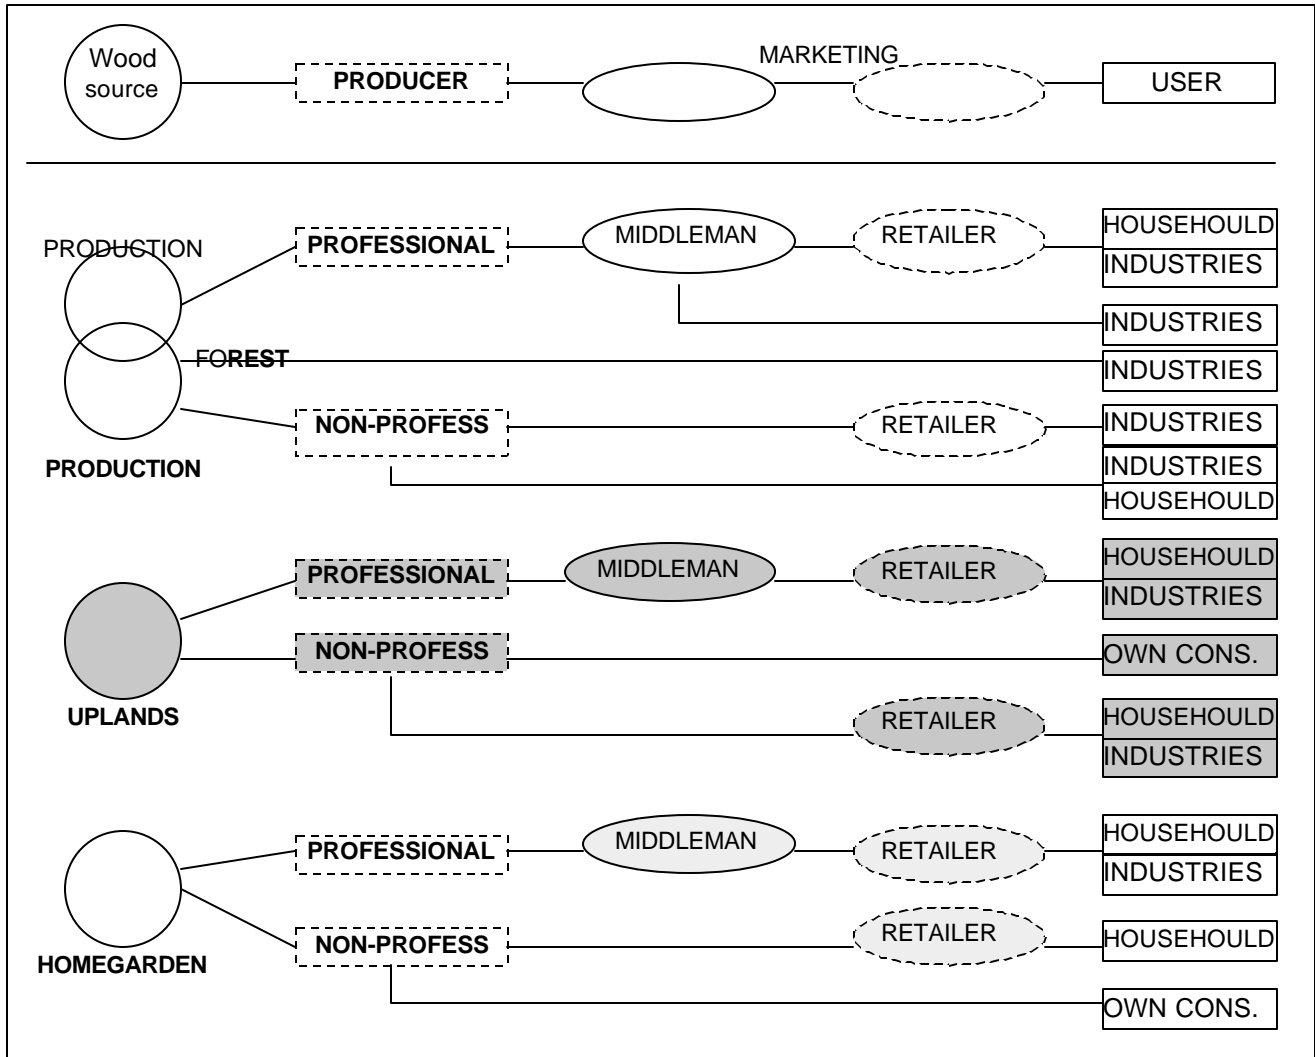 Wood
source
PRODUCER
MARKETING
USER
PRODUCTION
PROFESSIONAL
MIDDLEMAN
RETAILER
HOUSEHOULD
INDUSTRIES
INDUSTRIES
FOREST
INDUSTRIES
NON-PROFESS
RETAILER
INDUSTRIES
PRODUCTION
INDUSTRIES
HOUSEHOULD
PROFESSIONAL
MIDDLEMAN
RETAILER
HOUSEHOULD
INDUSTRIES
NON-PROFESS
OWN CONS.
UPLANDS
RETAILER
HOUSEHOULD
INDUSTRIES
PROFESSIONAL
MIDDLEMAN
RETAILER
HOUSEHOULD
INDUSTRIES
HOMEGARDEN
NON-PROFESS
RETAILER
HOUSEHOULD
OWN CONS.